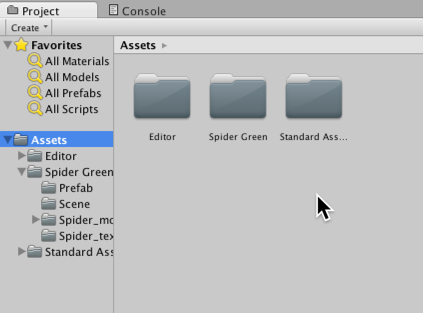 Project
Console
Create
Favorites
All Materials
All Models
All Prefabs
All Scripts
Assets
Editor
Spider Green
Prefab
Scene
Spider_mo
Spider_tex
Standard Ass
Assets
Editor
Spider Green
Standard Ass...